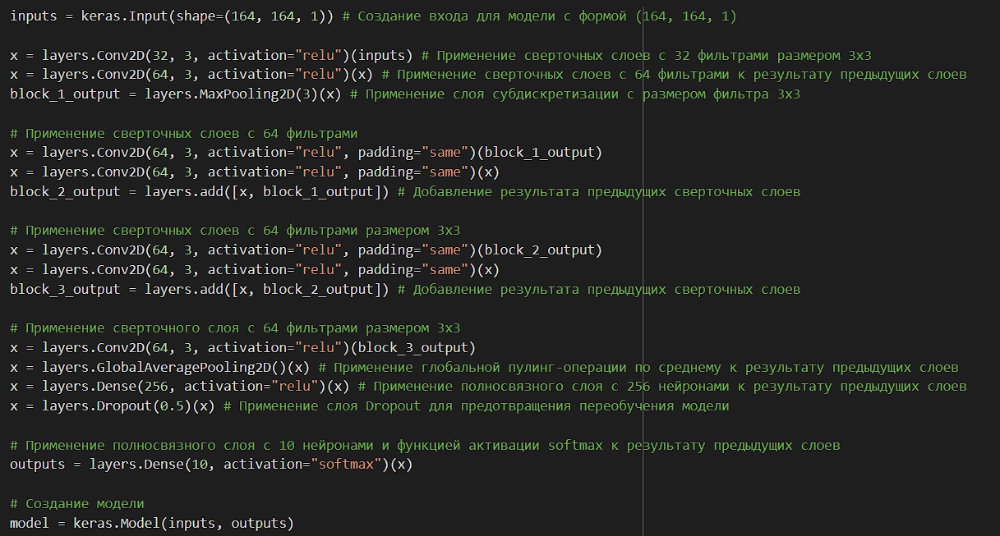 inputs = keras.Input(shape=(164, 164, 1)) # Создание входа для модели с формой (164, 164, 1)
x = layers.Conv2D(32, 3, activation="relu")(inputs) # Применение сверточных слоев с 32 фильтрами размером 3x3
x = layers.Conv2D(64, 3, activation="relu")(x) # Применение сверточных слоев с 64 фильтрами к результату предыдущих слоев
block_1_output = layers.MaxPooling2D(3)(x) # Применение слоя субдискретизации с размером фильтра 3x3
# Применение сверточных слоев с 64 фильтрами
x = layers.Conv2D(64, 3, activation="relu", padding="same")(block_1_output)
x = layers.Conv2D(64, 3, activation="relu", padding="same")(x)
block_2_output = layers.add([x, block_1_output]) # Добавление результата предыдущих сверточных слоев
# Применение сверточных слоев с 64 фильтрами размером 3x3
x = layers.Conv2D(64, 3, activation="relu", padding="same")(block_2_output)
x = layers.Conv2D(64, 3, activation="relu", padding="same")(x)
block_3_output = layers.add([x, block_2_output]) # Добавление результата предыдущих сверточных слоев
# Применение сверточного слоя с 64 фильтрами размером 3x3
x = layers.Conv2D(64, 3, activation="relu")(block_3_output)
x = layers.GlobalAveragePooling2D()(x) # Применение глобальной пулинг-операции по среднему к результату предыдущих слоев
x = layers.Dense(256, activation="relu")(x) # Применение полносвязного слоя с 256 нейронами к результату предыдущих слоев
x = layers.Dropout(0.5)(x) # Применение слоя Dropout для предотвращения переобучения модели
# Применение полносвязного слоя с 10 нейронами и функцией активации softmax к результату предыдущих слоев
outputs = layers.Dense(10, activation="softmax")(x)
# Создание модели
model = keras.Model(inputs, outputs)